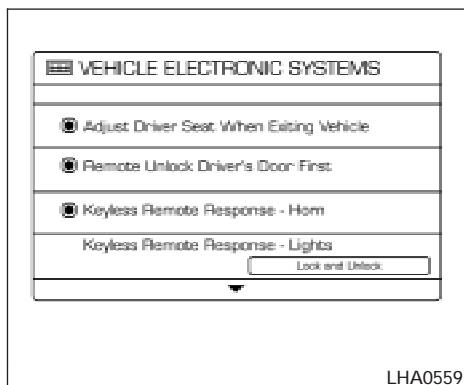 VEHICLE ELECTRONIC SYSTEMS
Adjust Driver Seat When Exiting Vehicle
Remote Unlock Driver's Door First
Keyless Remote Response - Horn
Keyless Remote Response - Lights
Lock and Unlock
LHA0559